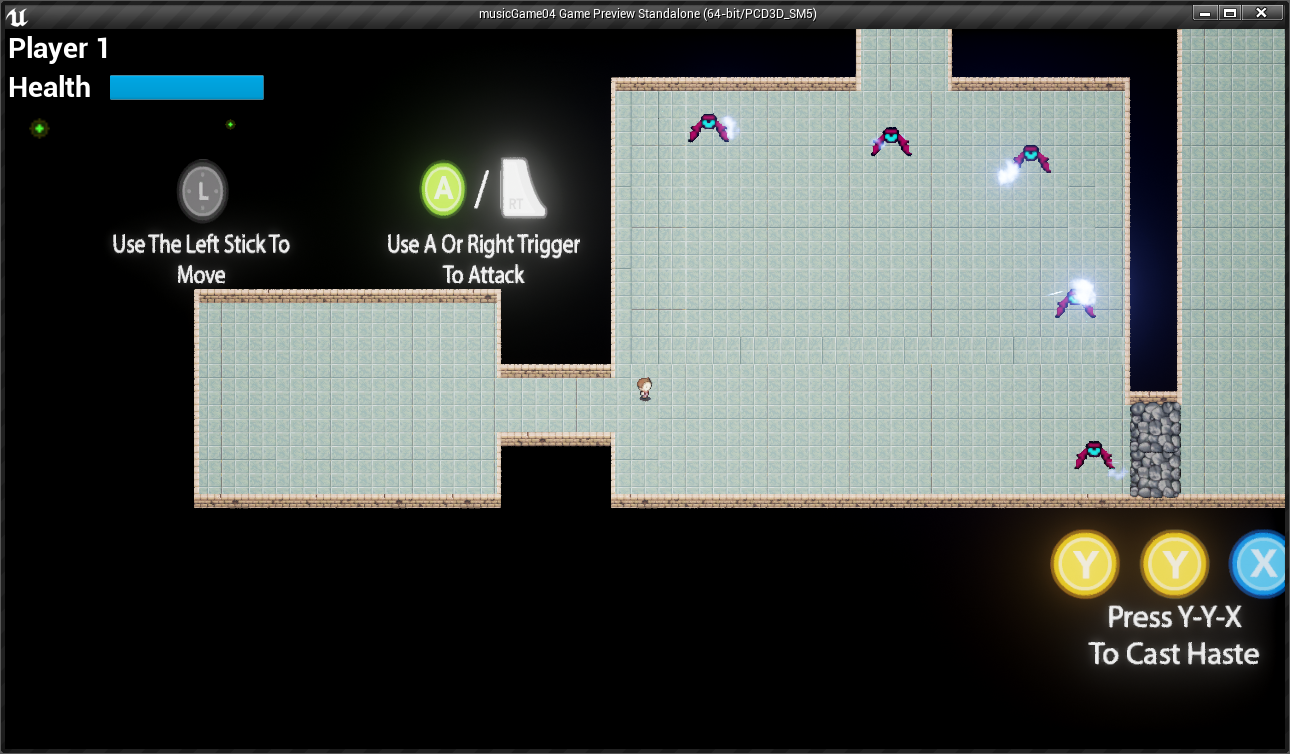 musicGame04 Game Preview Standalone (64-bit/PCD3D_SM5)
Player 1
Health
L
A / RT
Use The Left Stick To
Move
Use A Or Right Trigger
To Attack
Y Y X
Press Y-Y-X
To Cast Haste